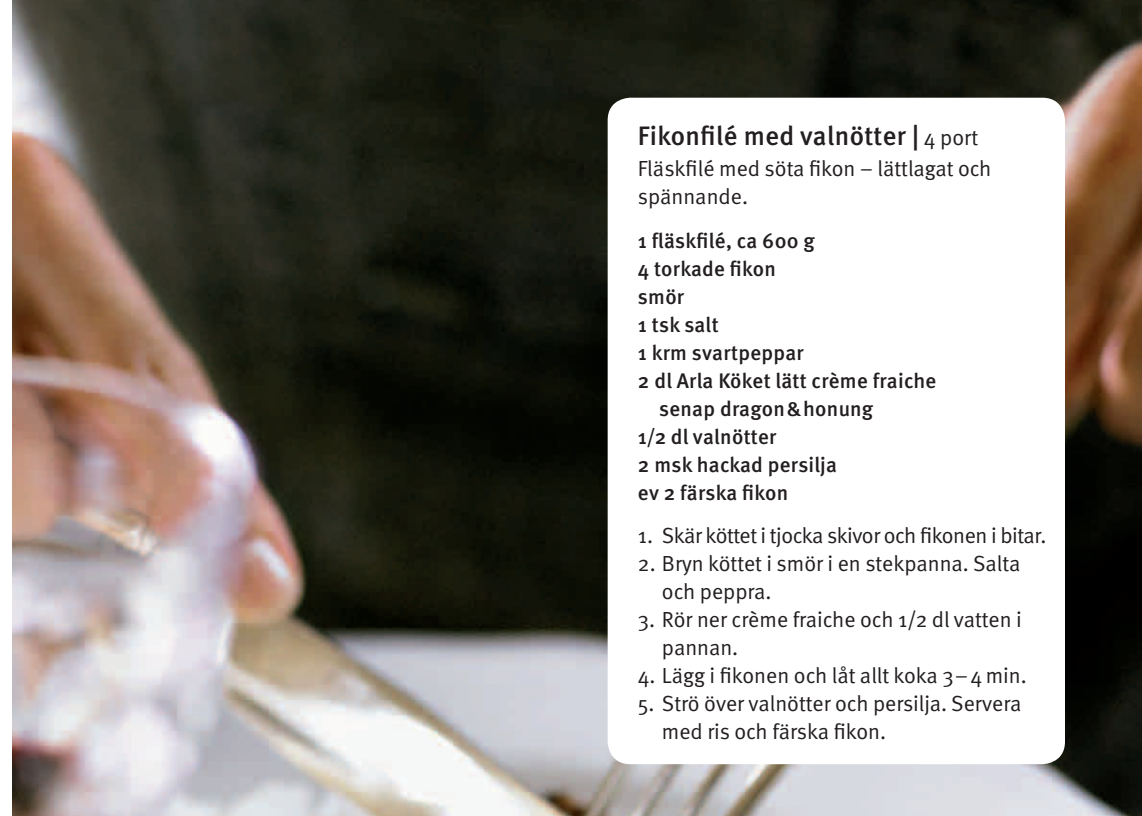 Fikonfilé med valnötter | 4 port
Fläskfilé med söta fikon – lättlagat och
spännande.
1 fläskfilé, ca 600 g
4 torkade fikon
smör
1 tsk salt
1 krm svartpeppar
2 dl Arla Köket lätt crème fraiche
senap dragon&honung
1/2 dl valnötter
2 msk hackad persilja
ev 2 färska fikon
1. Skär köttet i tjocka skivor och fikonen i bitar.
2. Bryn köttet i smör i en stekpanna. Salta
och peppra.
3. Rör ner crème fraiche och 1/2 dl vatten i
pannan.
4. Lägg i fikonen och låt allt koka 3–4 min.
5. Strö över valnötter och persilja. Servera
med ris och färska fikon.